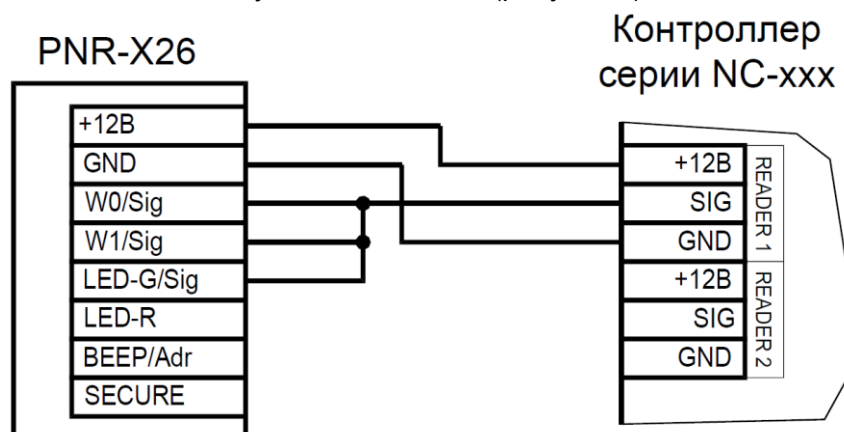 PNR-X26
Контроллер
серии NC-xxx
+12В
GND
W0/Sig
W1/Sig
LED-G/Sig
LED-R
BEEP/Adr
SECURE
+12В
SIG
GND
READER 1
+12В
SIG
GND
READER 2